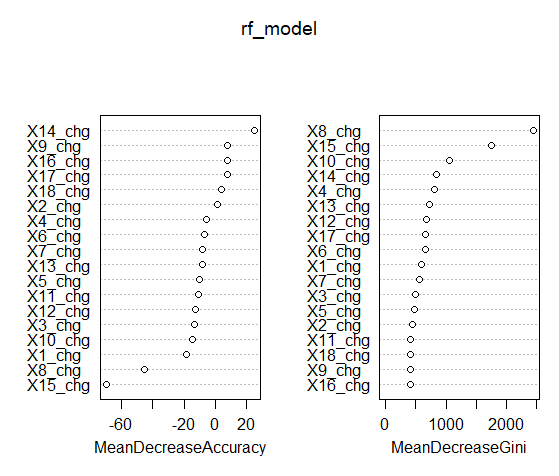 rf_model
X14_chg
X9_chg
X16_chg
X17_chg
X18_chg
X2_chg
X4_chg
X6_chg
X7_chg
X13_chg
X5_chg
X11_chg
X12_chg
X3_chg
X10_chg
X1_chg
X8_chg
X15_chg
-60 -20 0 20
MeanDecreaseAccuracy
X8_chg
X15_chg
X10_chg
X14_chg
X4_chg
X13_chg
X12_chg
X17_chg
X6_chg
X1_chg
X7_chg
X3_chg
X5_chg
X2_chg
X11_chg
X18_chg
X9_chg
X16_chg
0 1000 2000
MeanDecreaseGini